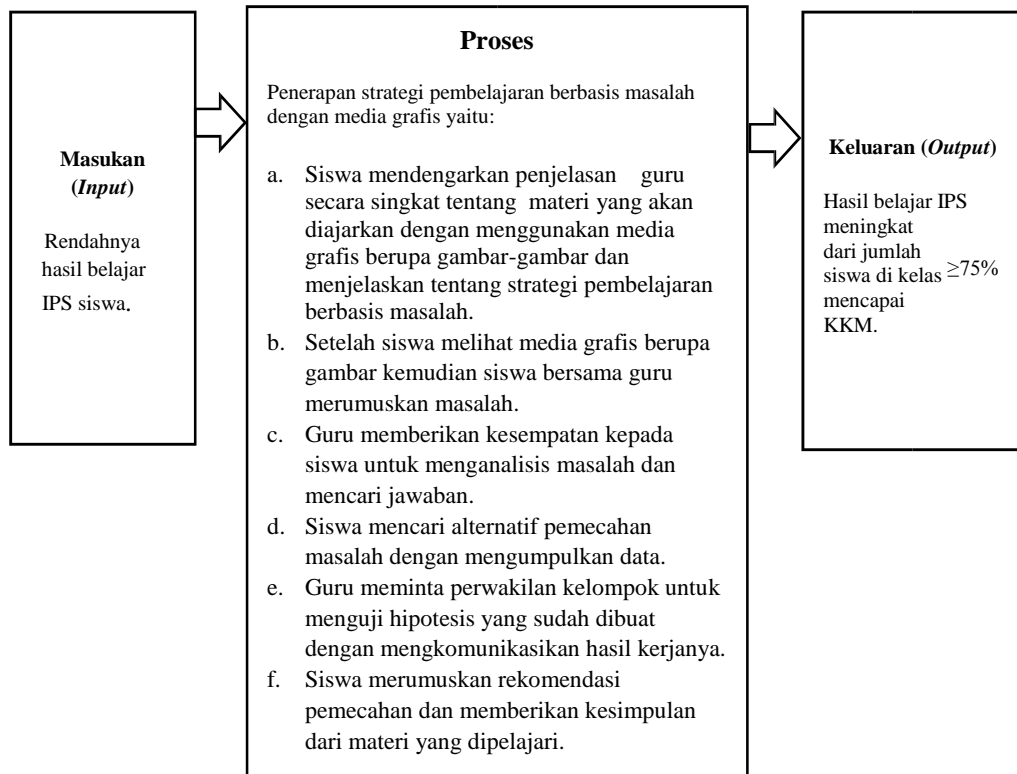 Masukan
(Input)
Rendahnya
hasil belajar
IPS siswa.
Proses
Penerapan strategi pembelajaran berbasis masalah
dengan media grafis yaitu:
a. Siswa mendengarkan penjelasan guru
secara singkat tentang materi yang akan
diajarkan dengan menggunakan media
grafis berupa gambar-gambar dan
menjelaskan tentang strategi pembelajaran
berbasis masalah.
b. Setelah siswa melihat media grafis berupa
gambar kemudian siswa bersama guru
merumuskan masalah.
c. Guru memberikan kesempatan kepada
siswa untuk menganalisis masalah dan
mencari jawaban.
d. Siswa mencari alternatif pemecahan
masalah dengan mengumpulkan data.
e. Guru meminta perwakilan kelompok untuk
menguji hipotesis yang sudah dibuat
dengan mengkomunikasikan hasil kerjanya.
f. Siswa merumuskan rekomendasi
pemecahan dan memberikan kesimpulan
dari materi yang dipelajari.
Keluaran (Output)
Hasil belajar IPS
meningkat
dari jumlah
siswa di kelas ≥75%
mencapai
KKM.